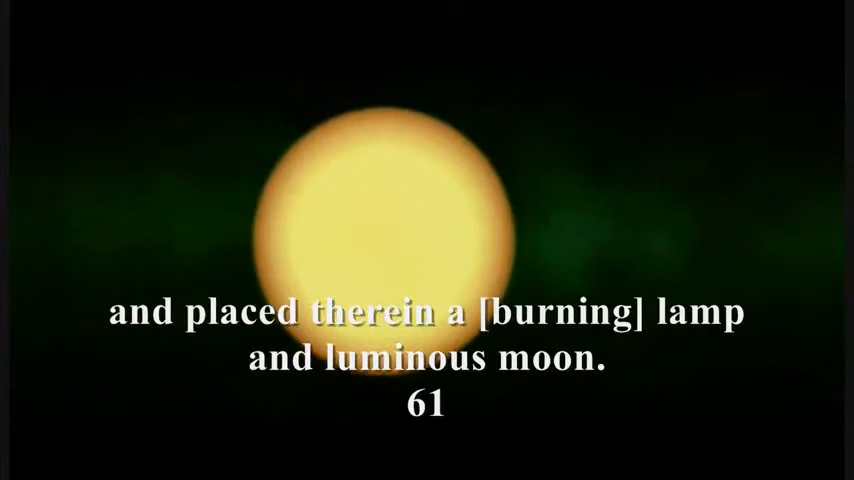 and placed therein a [burning] lamp
and luminous moon.
61